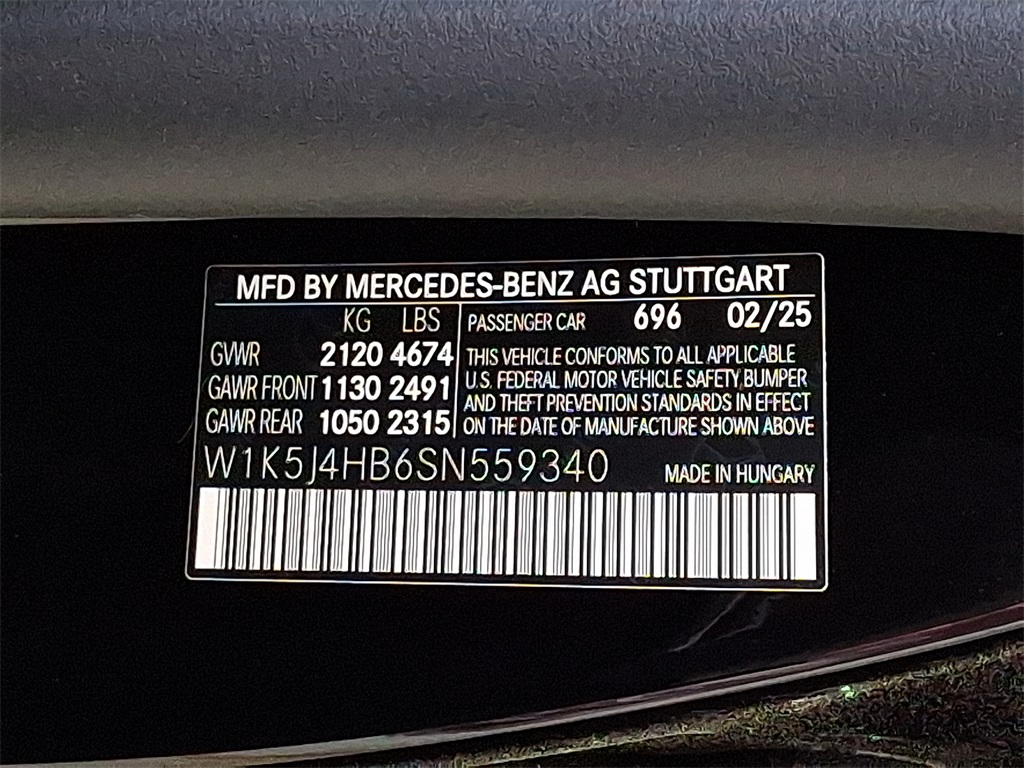 MFD BY MERCEDES-BENZ AG STUTTGART
KG LBS
GVWR 2120 4674
GAWR FRONT 1130 2491
GAWR REAR 1050 2315
PASSENGER CAR 696 02/25
THIS VEHICLE CONFORMS TO ALL APPLICABLE
U.S. FEDERAL MOTOR VEHICLE SAFETY, BUMPER
AND THEFT PREVENTION STANDARDS IN EFFECT
ON THE DATE OF MANUFACTURE SHOWN ABOVE
W1K5J4HB6SN559340
MADE IN HUNGARY